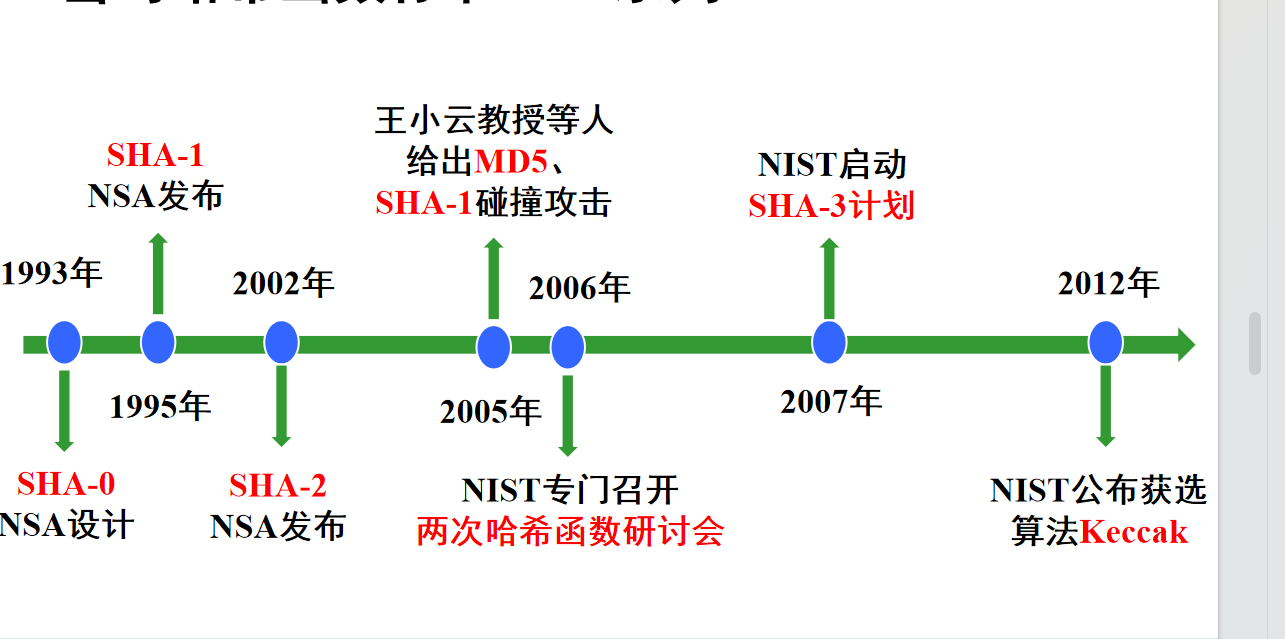 SHA-1
NSA发布
王小云教授等人
给出MD5、
SHA-1碰撞攻击
NIST启动
SHA-3计划
1993年
2002年
2006年
2012年
1995年
2005年
2007年
SHA-0
NSA设计
SHA-2
NSA发布
NIST专门召开
两次哈希函数研讨会
NIST公布获选
算法Keccak